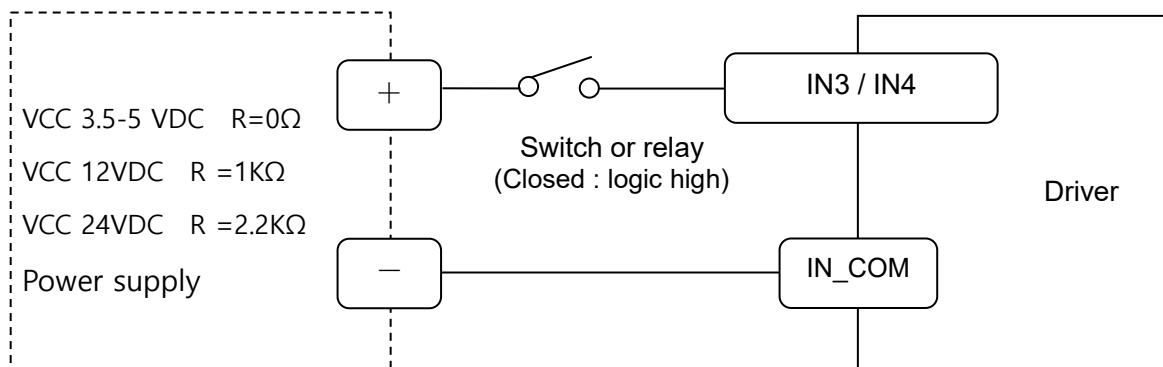 +
IN3 / IN4
VCC 3.5-5 VDC R=0Ω
Switch or relay
(Closed : logic high)
VCC 12VDC R =1KΩ
Driver
VCC 24VDC R =2.2KΩ
Power supply
−
IN_COM